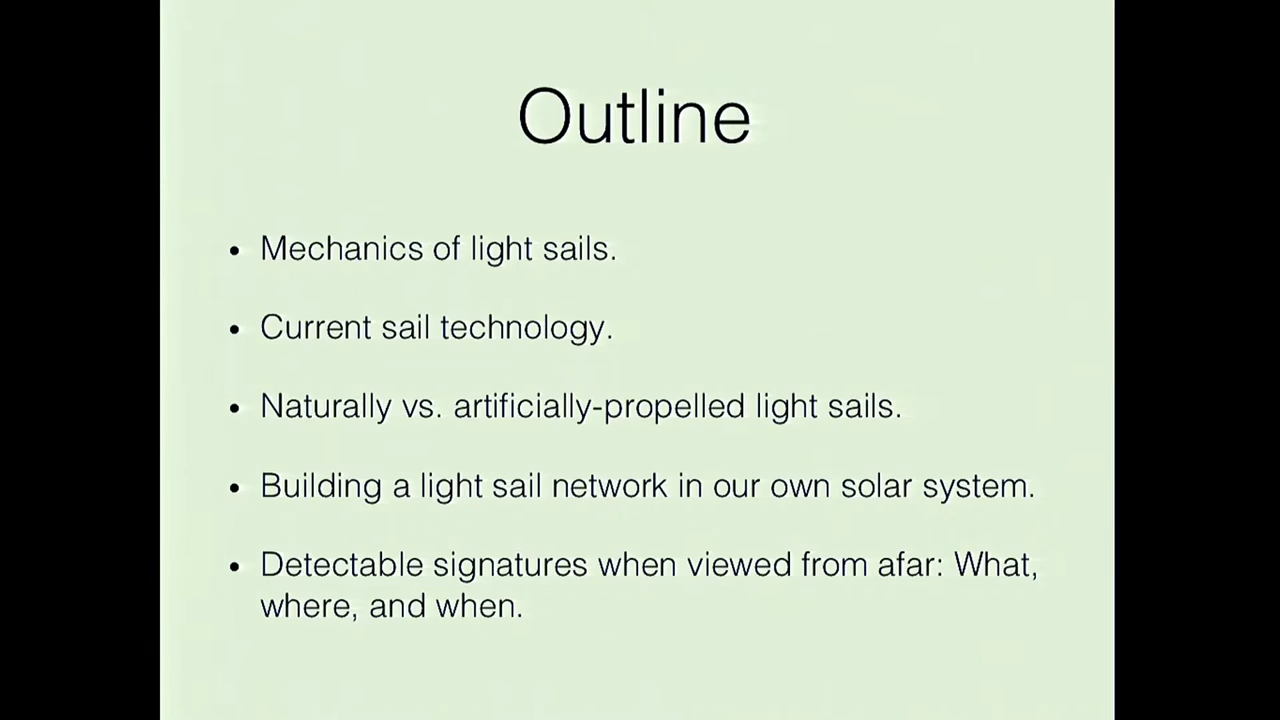 Outline
• Mechanics of light sails.
• Current sail technology.
• Naturally vs. artificially-propelled light sails.
• Building a light sail network in our own solar system.
• Detectable signatures when viewed from afar: What,
where, and when.